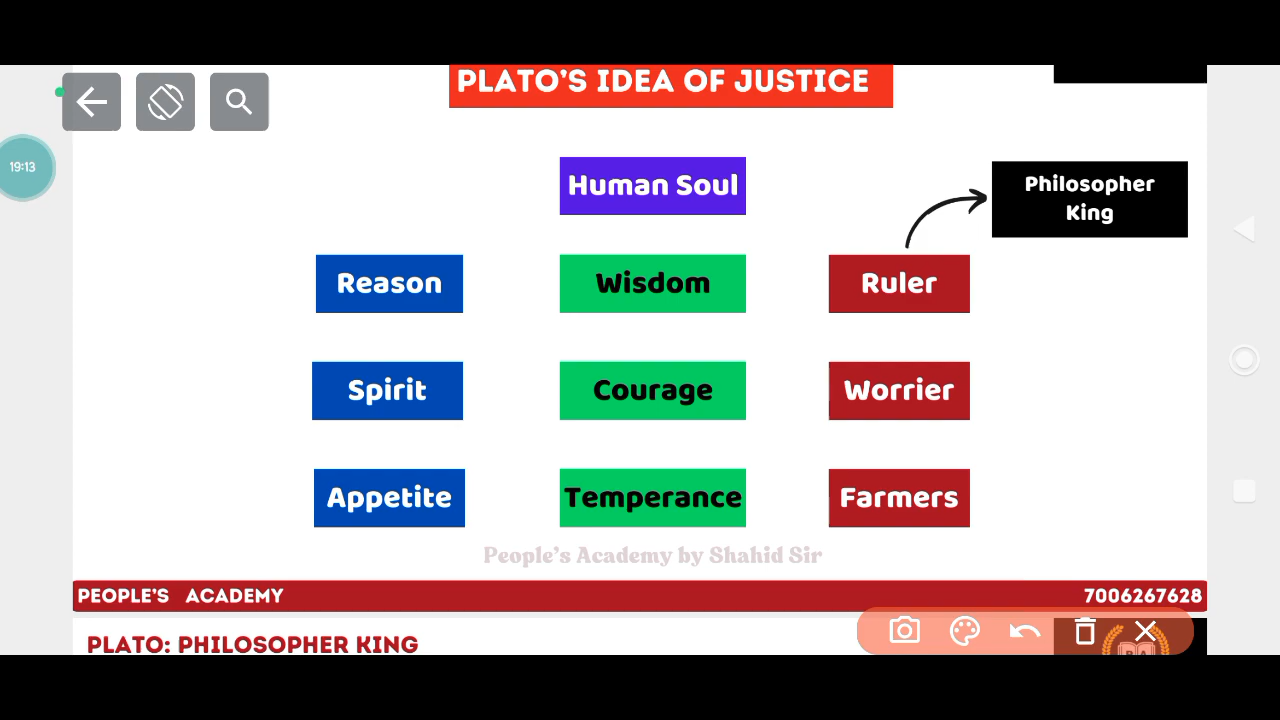 PLATO'S IDEA OF JUSTICE
19:13
Human Soul
Philosopher
King
Reason
Wisdom
Ruler
Spirit
Courage
Worrier
Appetite
Temperance
Farmers
People's Academy by Shahid Sir
PEOPLE'S ACADEMY
7006267628
PLATO: PHILOSOPHER KING